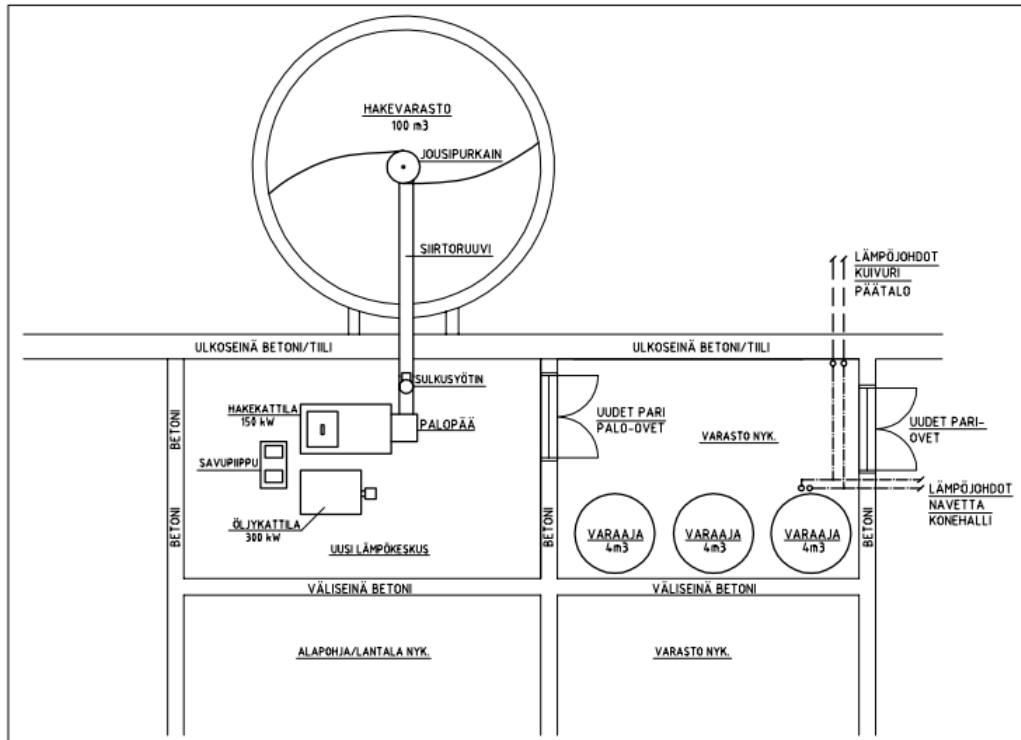 HAKEVARASTO
100 m3
JOUSIPURKAIN
SIIRTORUUVI
LÄMPÖJOHDOT
KUIVURI
PÄÄTALO
ULKOSEINÄ BETONI/TIILI
ULKOSEINÄ BETONI/TIILI
SULKUSYÖTIN
HAKEKATTILA
150 kW
PALOPÄÄ
BETONI
UUDET PARI
PALO-OVET
VARASTO NYK.
UUDET PARI-
OVET
SAVUPIIPPU
LÄMPÖJOHDOT
NAVETTA
KONEHALLI
ÖLJYKATTILA
300 kW
UUSI LÄMPÖKESKUS
BETONI
BETONI
VARAAJA
4m3
VARAAJA
4m3
VARAAJA
4m3
BETONI
VÄLISEINÄ BETONI
VÄLISEINÄ BETONI
ALAPOHJA/LANTALA NYK.
VARASTO NYK.